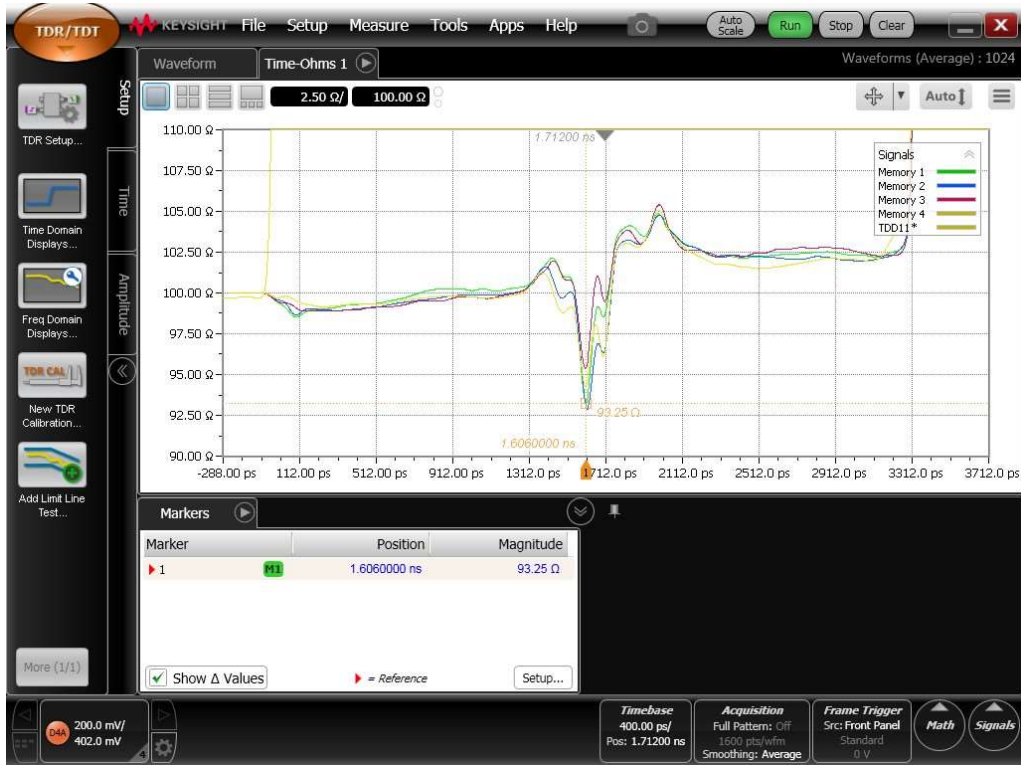 TDR/TDT
KEYSIGHT File Setup Measure Tools Apps Help Auto Scale Run Stop Clear X
Waveform Time-Ohms 1 Waveforms (Average) : 1024
2.50 Ω/ 100.00 Ω Auto
Setup
Time
Amplitude
TDR Setup...
Time Domain
Displays...
Freq Domain
Displays...
TDR CAL
New TDR
Calibration...
Add Limit Line
Test...
More (1/1)
110.00 Ω
107.50 Ω
105.00 Ω
102.50 Ω
100.00 Ω
97.50 Ω
95.00 Ω
92.50 Ω
90.00 Ω
1.71200 ns
Signals
Memory 1
Memory 2
Memory 3
Memory 4
TDD11*
93.25 Ω
1.6060000 ns
-288.00 ps 112.00 ps 512.00 ps 912.00 ps 1312.0 ps 1712.0 ps 2112.0 ps 2512.0 ps 2912.0 ps 3312.0 ps 3712.0 ps
Markers
Marker Position Magnitude
1 M1 1.6060000 ns 93.25 Ω
Show Δ Values = Reference Setup...
D4A 200.0 mV/
402.0 mV
4
Timebase
400.00 ps/
Pos: 1.71200 ns
Acquisition
Full Pattern: Off
1600 pts/wfm
Smoothing: Average
Frame Trigger
Src: Front Panel
Standard
0 V
Math
Signals